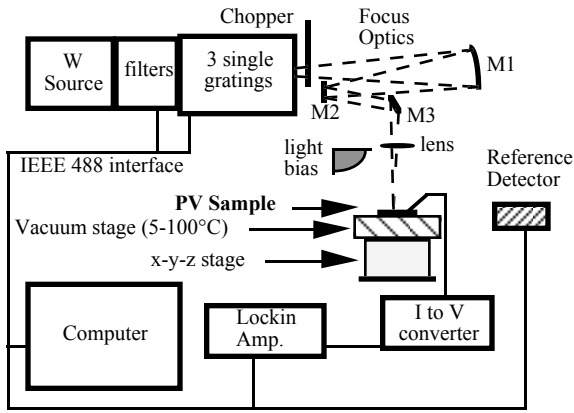 Chopper
Focus
Optics
W
Source
filters
3 single
gratings
M1
M2
M3
IEEE 488 interface
light
bias
lens
Reference
Detector
PV Sample
Vacuum stage (5-100°C)
x-y-z stage
Computer
Lockin
Amp.
I to V
converter